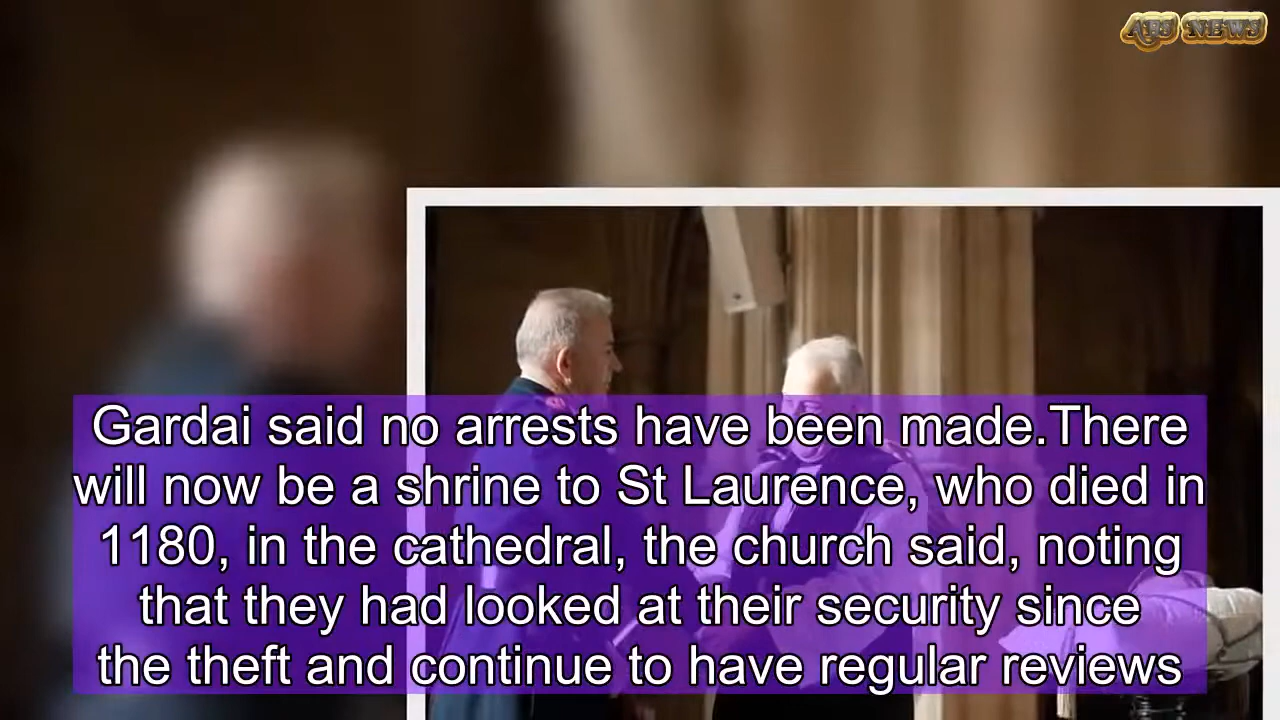 ARS NEWS
Gardai said no arrests have been made.There
will now be a shrine to St Laurence, who died in
1180, in the cathedral, the church said, noting
that they had looked at their security since
the theft and continue to have regular reviews